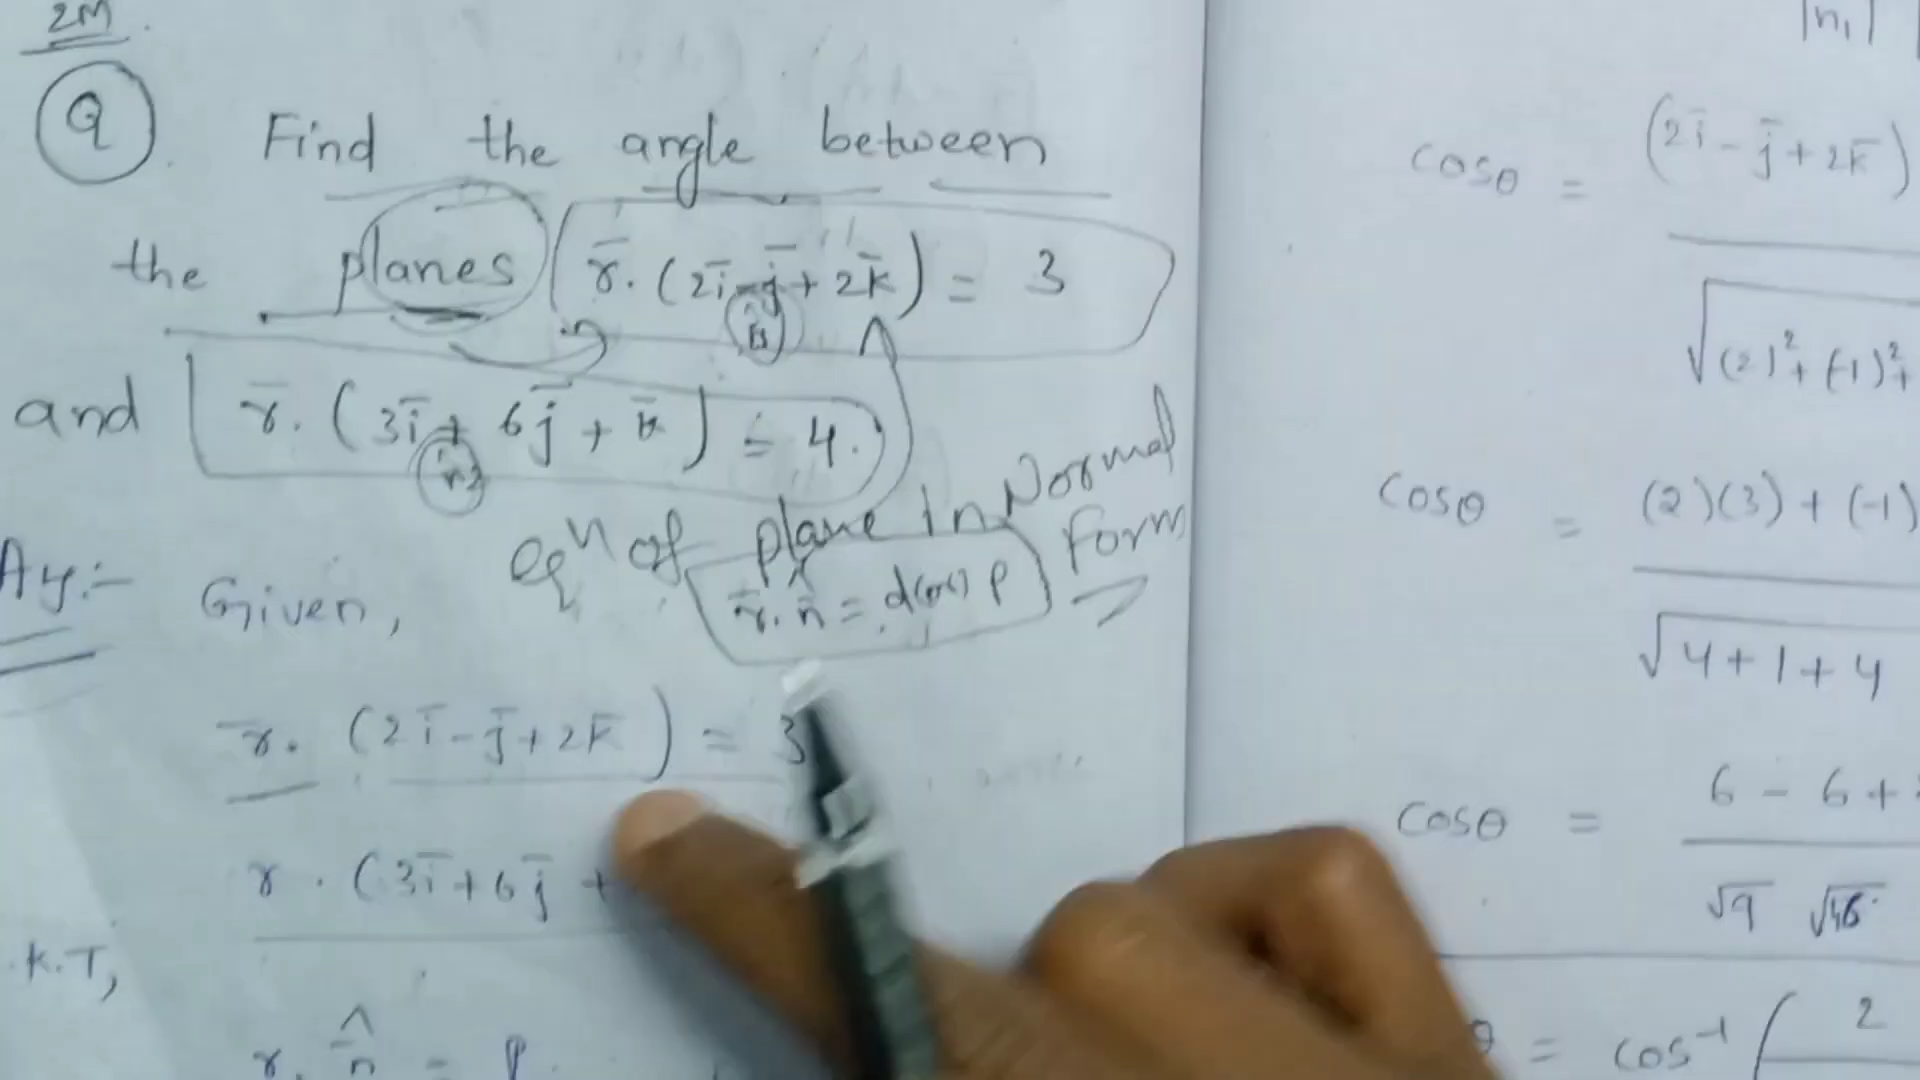 2M.
Q. Find the angle between
the planes r̄.(2ī-j̄+2k̄) = 3
n̄1
and r̄.(3ī+6j̄+k̄) = 4.
n̄2
eqn of plane in Normal
Form
r̄.n̄ = d(or) p
Given,
r̄.(2ī-j̄+2k̄) = 3
r.(3ī+6j̄+
K.T,
r.n̂ = p
|n1|
cosθ = (2ī-j̄+2k̄)
√(2)²+(-1)²+
cosθ = (2)(3)+(-1)
√4+1+4
cosθ = 6-6+
√9 √46
θ = cos⁻¹(2